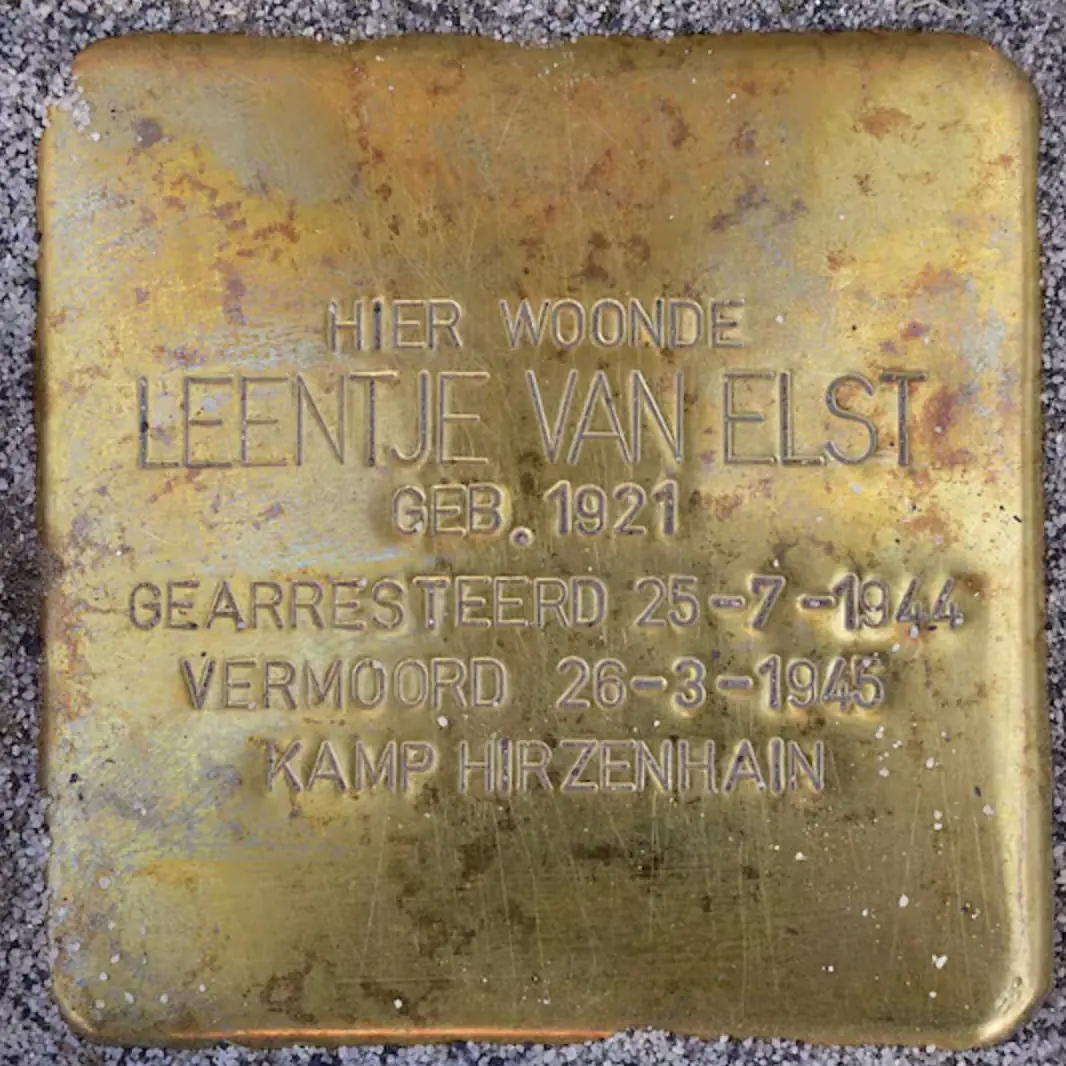 HIER WOONDE
LEENTJE VAN ELST
GEB. 1921
GEARRESTEERD 25-7-1944
VERMOORD 26-3-1945
KAMP HIRZENHAIN